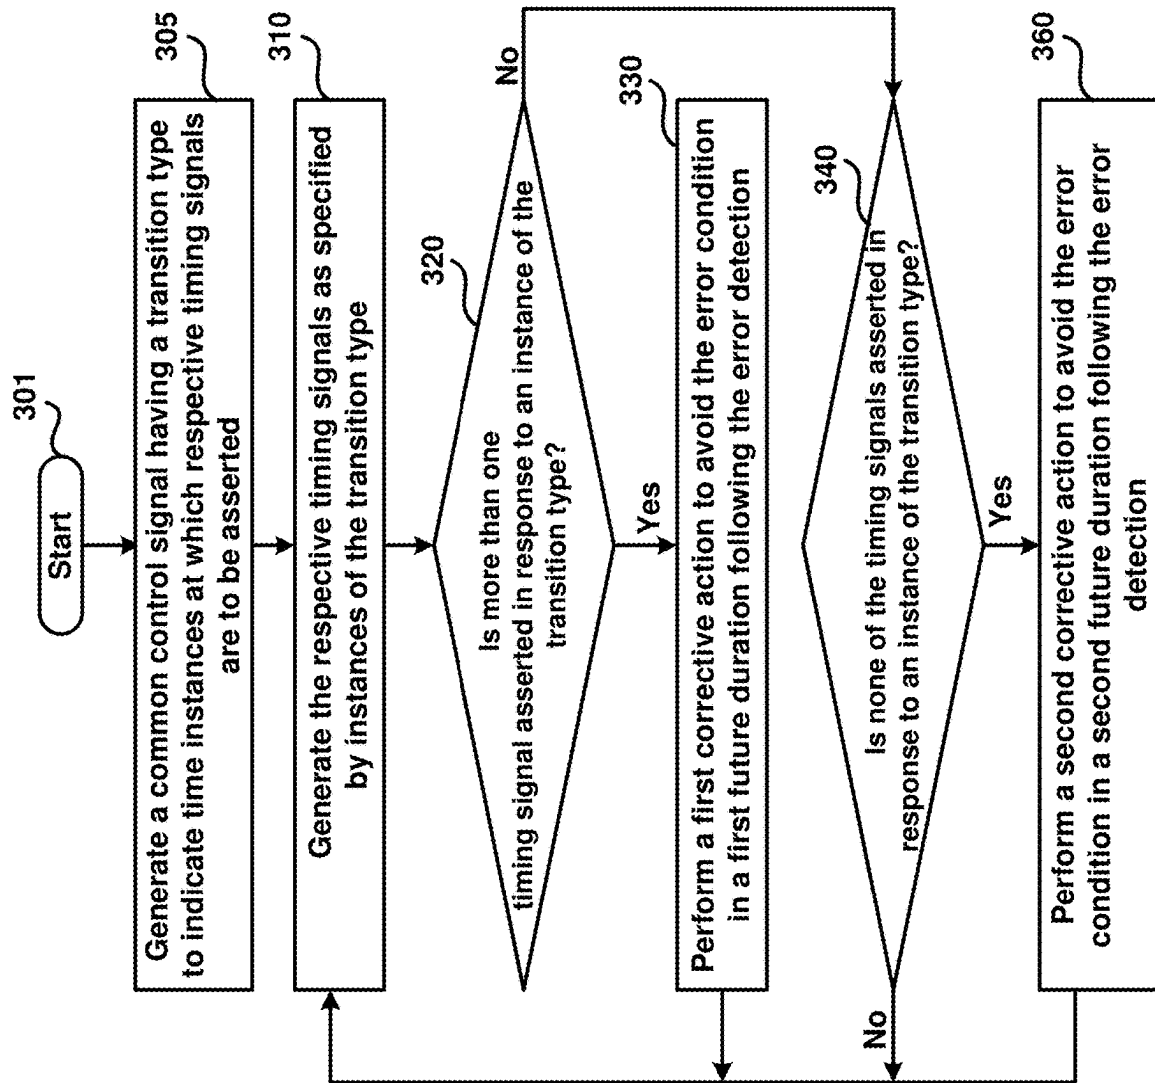 301
Start
305
Generate a common control signal having a transition type
to indicate time instances at which respective timing signals
are to be asserted
310
Generate the respective timing signals as specified
by instances of the transition type
320
Is more than one
timing signal asserted in response to an instance of the
transition type?
No
Yes
330
Perform a first corrective action to avoid the error condition
in a first future duration following the error detection
340
Is none of the timing signals asserted in
response to an instance of the transition type?
No
Yes
360
Perform a second corrective action to avoid the error
condition in a second future duration following the error
detection